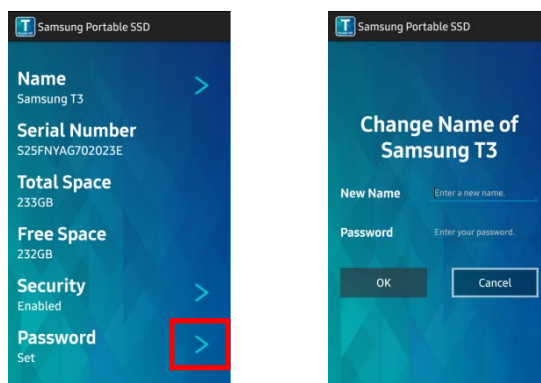 Samsung Portable SSD
Name
Samsung T3
Serial Number
S25FNYAG702023E
Total Space
233GB
Free Space
232GB
Security
Enabled
Password
Set
Samsung Portable SSD
Change Name of
Samsung T3
New Name Enter a new name.
Password Enter your password.
OK Cancel